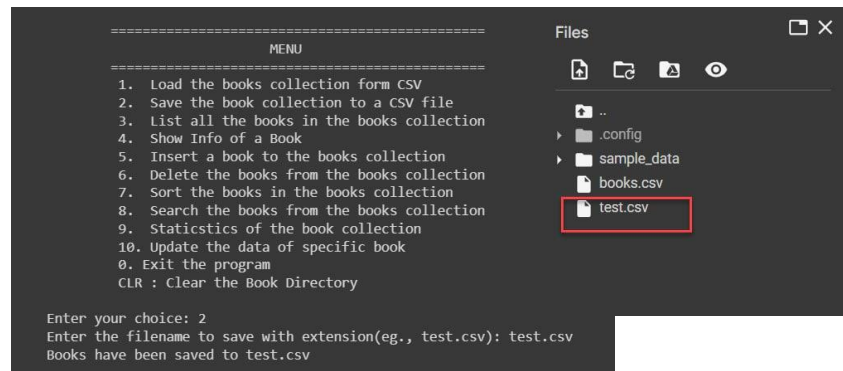 ==============================================
MENU
==============================================
1. Load the books collection form CSV
2. Save the book collection to a CSV file
3. List all the books in the books collection
4. Show Info of a Book
5. Insert a book to the books collection
6. Delete the books from the books collection
7. Sort the books in the books collection
8. Search the books from the books collection
9. Staticstics of the book collection
10. Update the data of specific book
0. Exit the program
CLR : Clear the Book Directory
Enter your choice: 2
Enter the filename to save with extension(eg., test.csv): test.csv
Books have been saved to test.csv
Files
..
.config
sample_data
books.csv
test.csv